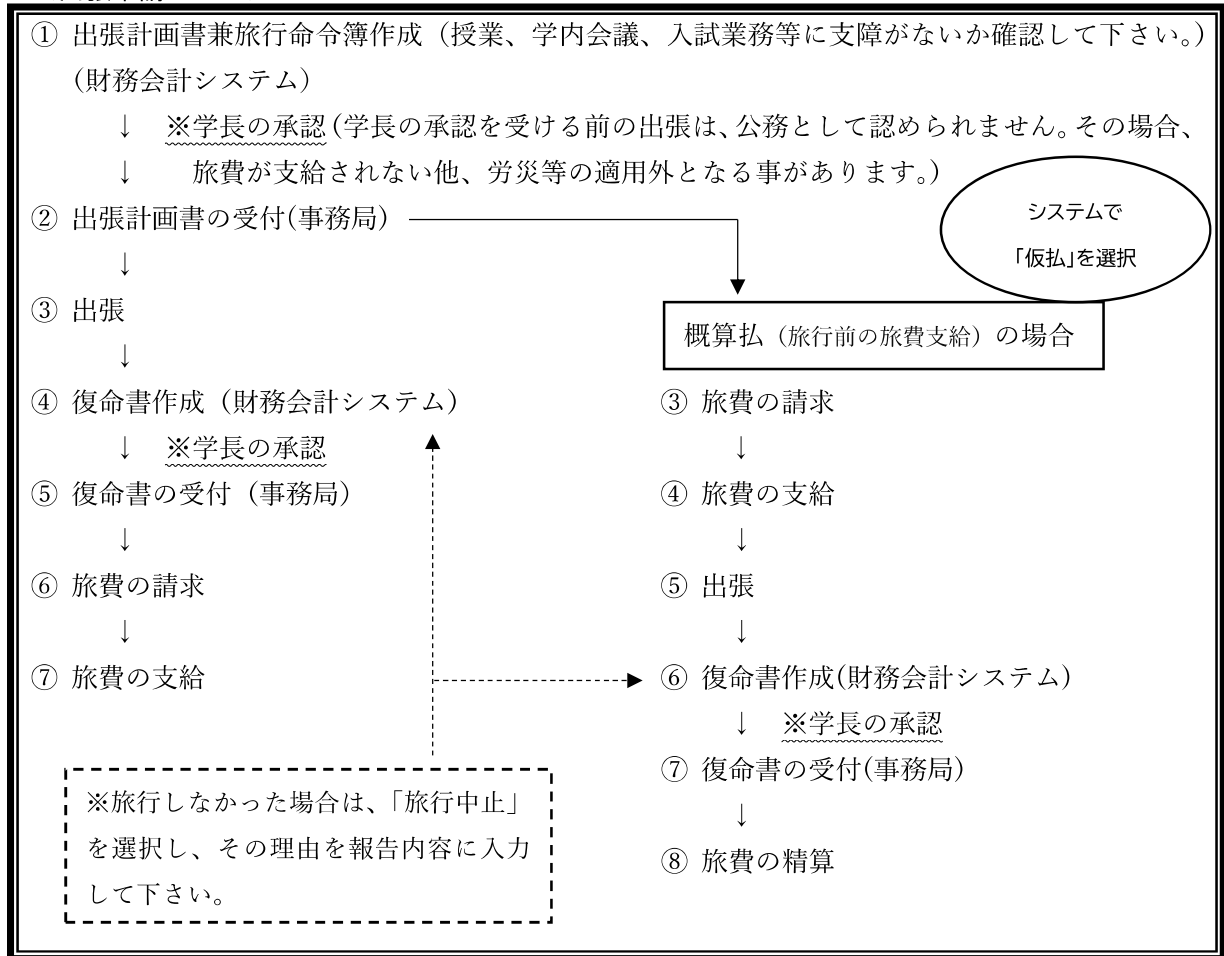 ① 出張計画書兼旅行命令簿作成（授業、学内会議、入試業務等に支障がないか確認して下さい。）
（財務会計システム）
↓ ※学長の承認(学長の承認を受ける前の出張は、公務として認められません。その場合、
↓ 旅費が支給されない他、労災等の適用外となる事があります。)
② 出張計画書の受付(事務局)
↓
③ 出張
↓
④ 復命書作成（財務会計システム）
↓ ※学長の承認
⑤ 復命書の受付（事務局）
↓
⑥ 旅費の請求
↓
⑦ 旅費の支給
※旅行しなかった場合は、「旅行中止」
を選択し、その理由を報告内容に入力
して下さい。
システムで
「仮払」を選択
概算払（旅行前の旅費支給）の場合
③ 旅費の請求
↓
④ 旅費の支給
↓
⑤ 出張
↓
⑥ 復命書作成(財務会計システム)
↓ ※学長の承認
⑦ 復命書の受付(事務局)
↓
⑧ 旅費の精算